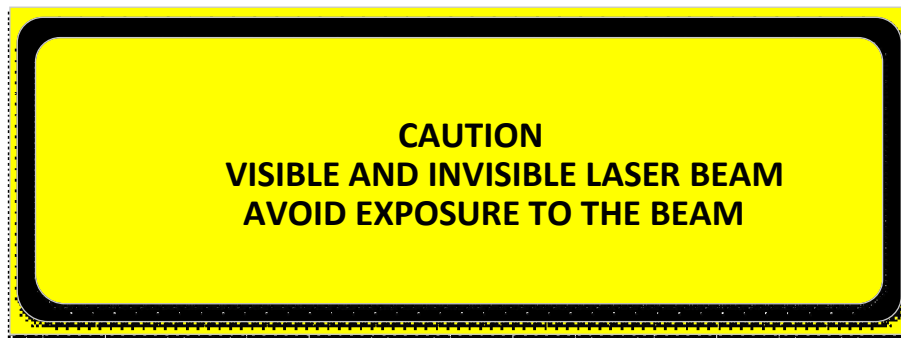 CAUTION
VISIBLE AND INVISIBLE LASER BEAM
AVOID EXPOSURE TO THE BEAM